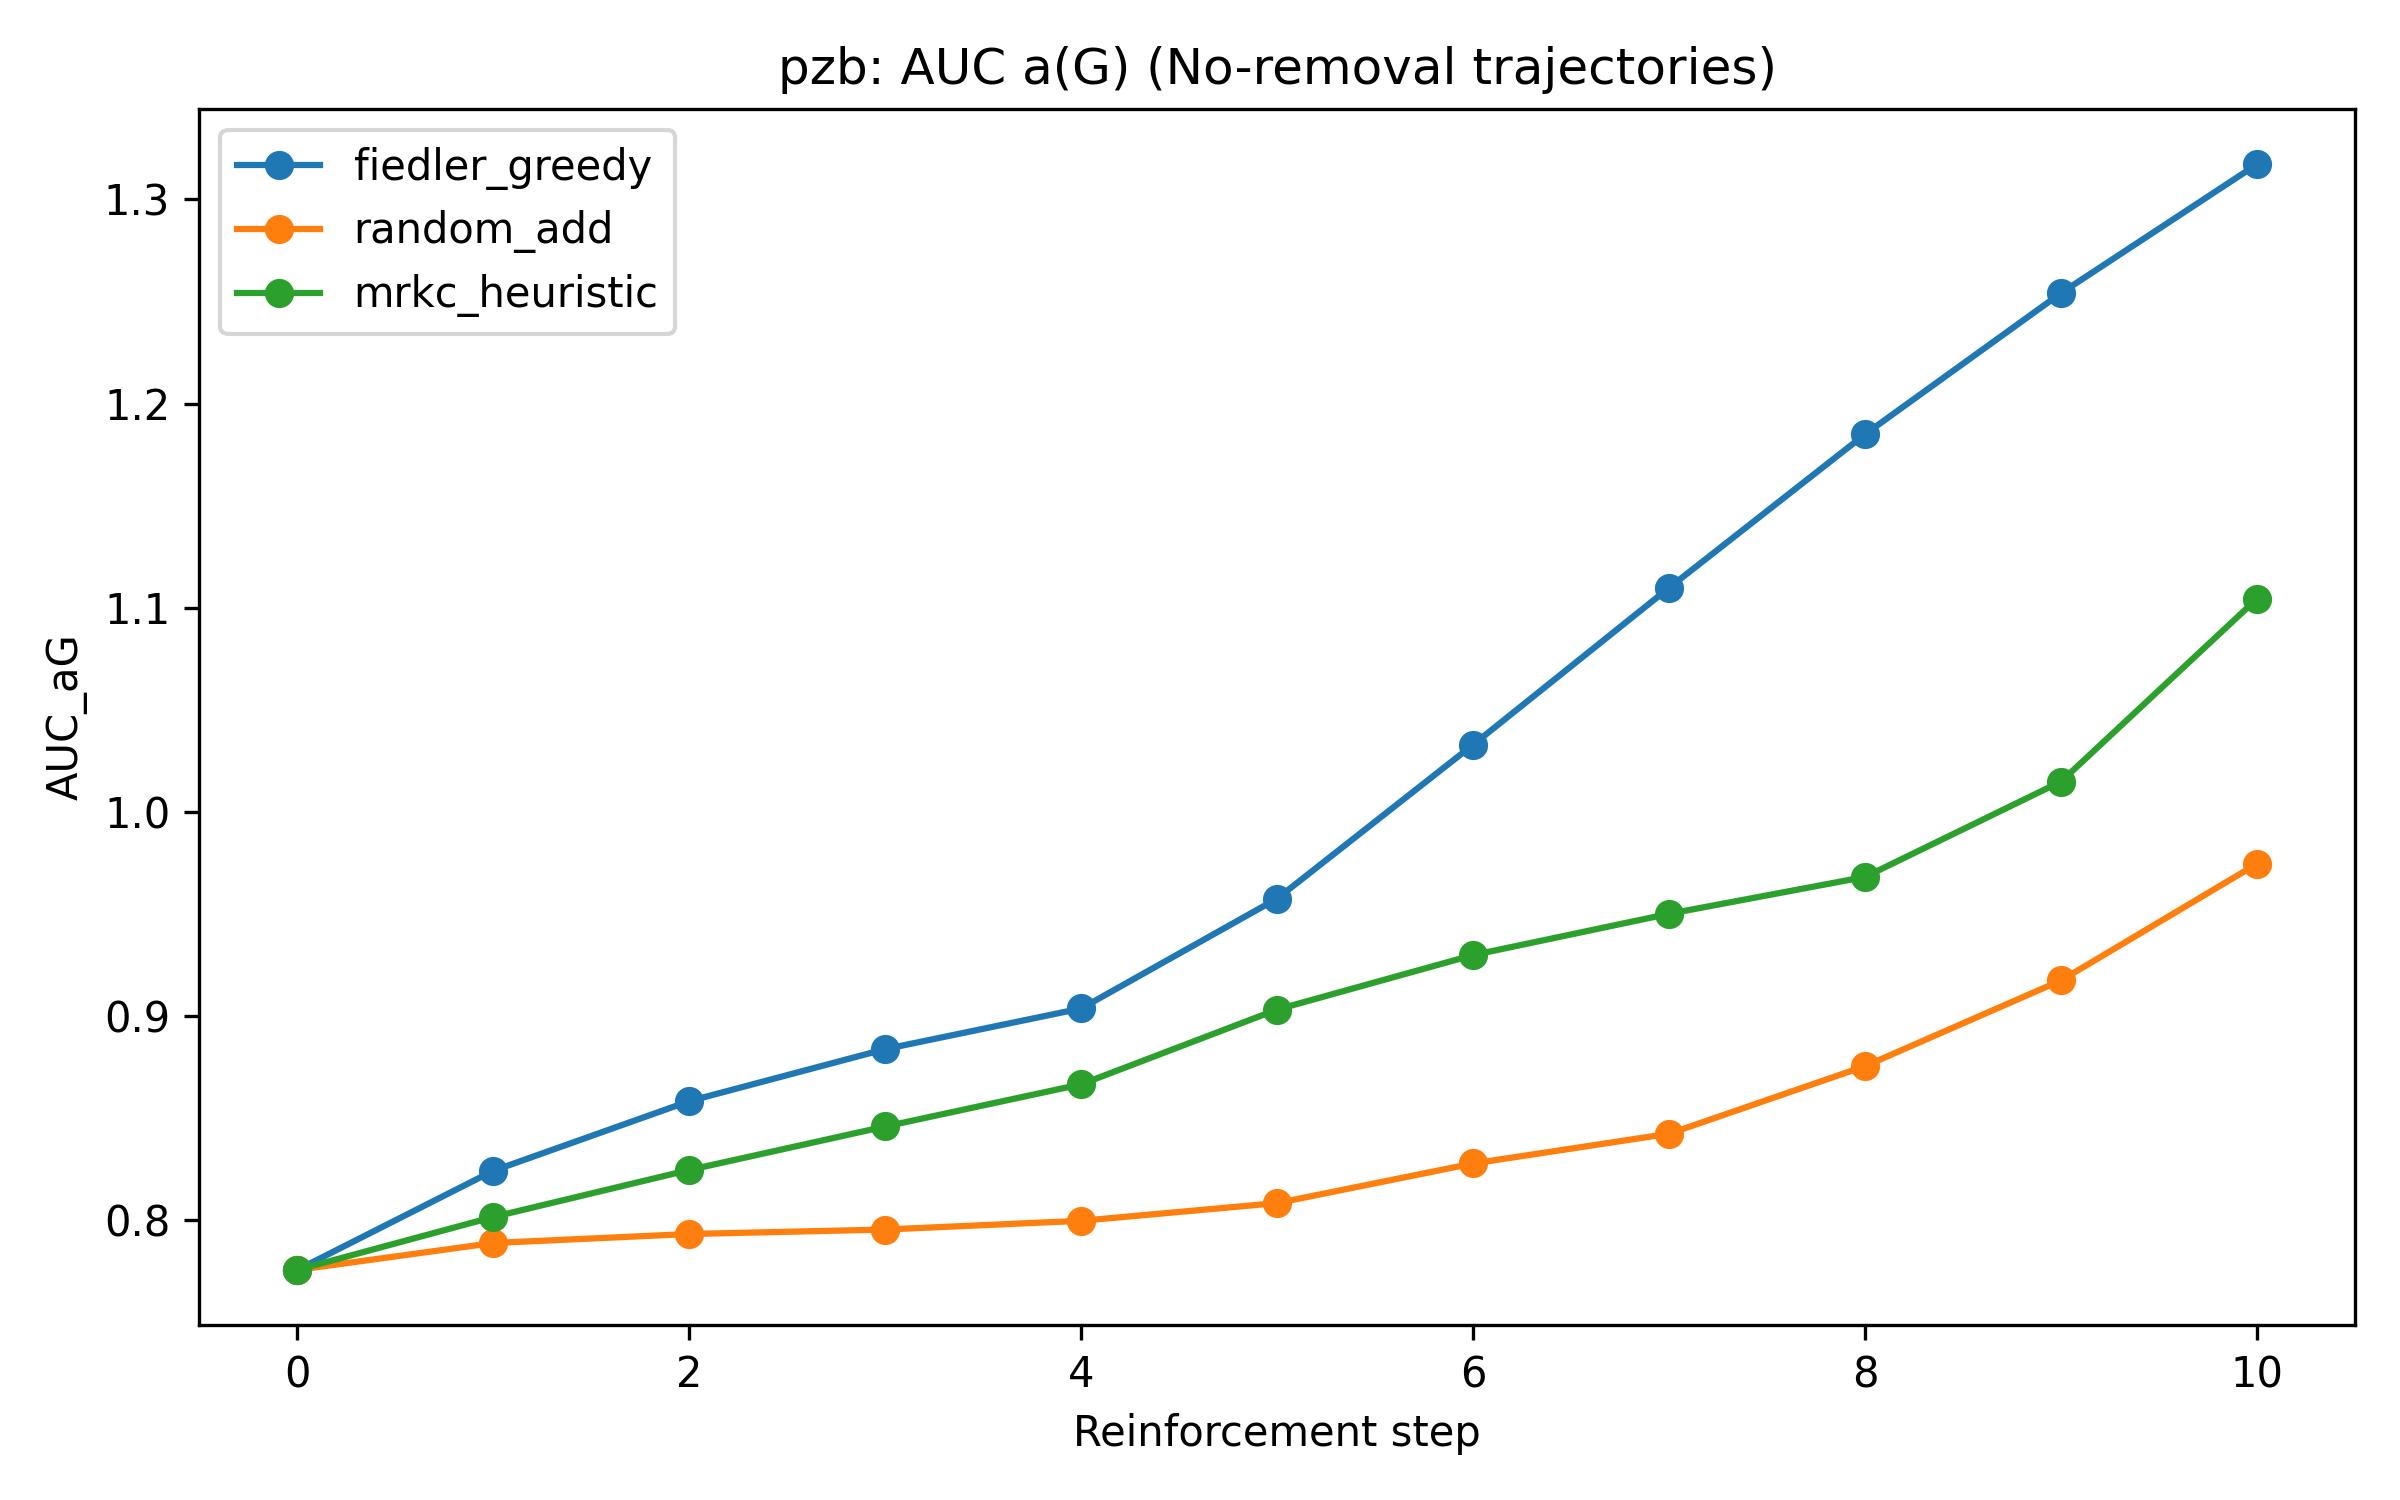 pzb: AUC a(G) (No-removal trajectories)
fiedler_greedy
random_add
mrkc_heuristic
1.3
1.2
1.1
1.0
0.9
0.8
AUC_aG
0 2 4 6 8 10
Reinforcement step